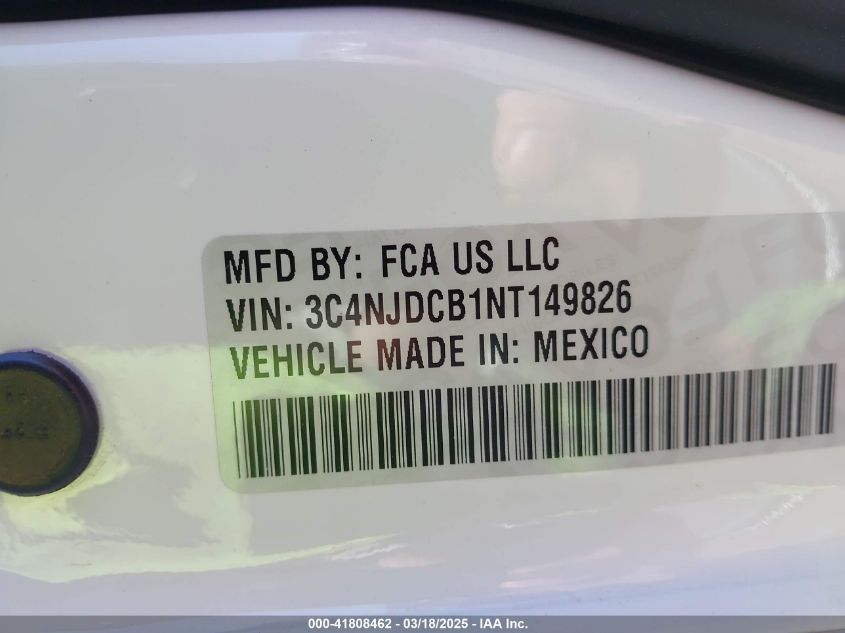 MFD BY: FCA US LLC
VIN: 3C4NJDCB1NT149826
VEHICLE MADE IN: MEXICO
000-41808462 - 03/18/2025 - IAA Inc.